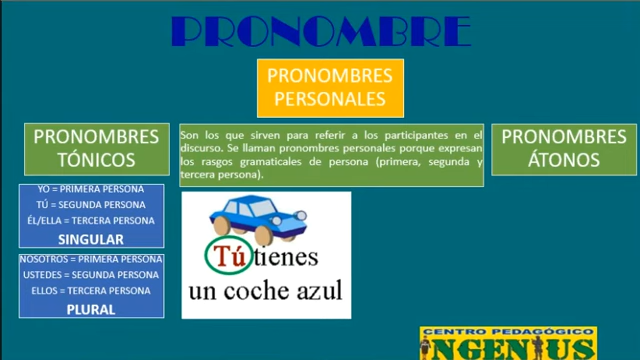 PRONOMBRE
PRONOMBRES
PERSONALES
PRONOMBRES
TÓNICOS
Son los que sirven para referir a los participantes en el
discurso. Se llaman pronombres personales porque expresan
los rasgos gramaticales de persona (primera, segunda y
tercera persona).
PRONOMBRES
ÁTONOS
YO = PRIMERA PERSONA
TÚ = SEGUNDA PERSONA
ÉL/ELLA = TERCERA PERSONA
SINGULAR
NOSOTROS = PRIMERA PERSONA
USTEDES = SEGUNDA PERSONA
ELLOS = TERCERA PERSONA
PLURAL
Tú tienes
un coche azul
CENTRO PEDAGÓGICO
INGENIUS